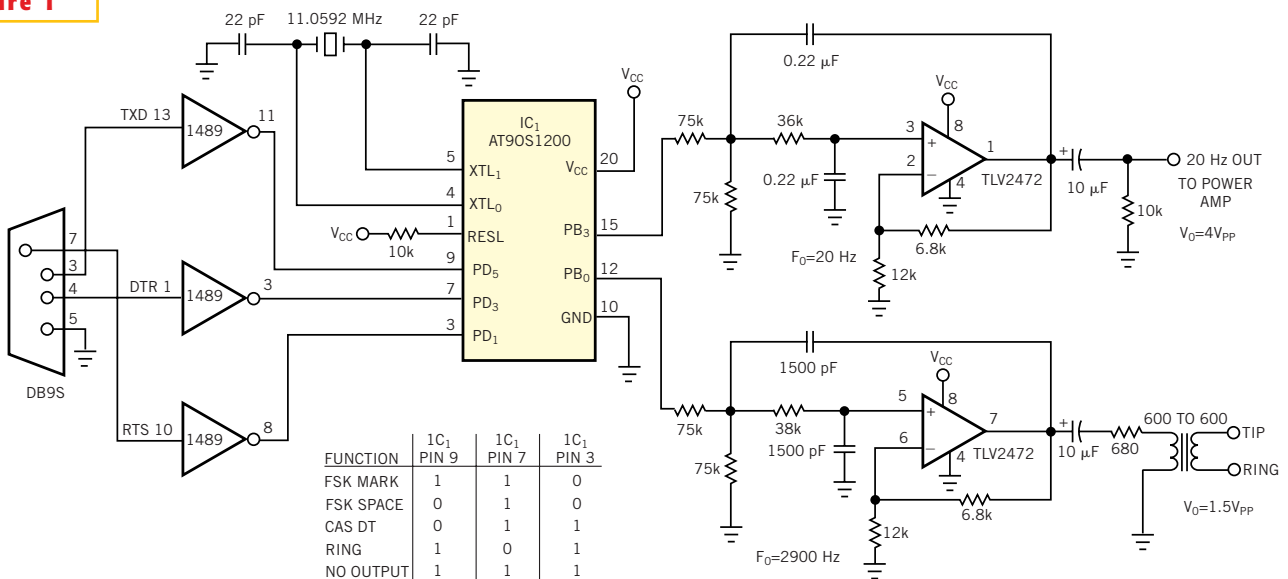 ure 1
22 pF
11.0592 MHz
22 pF
TXD 13
1489
11
7
3
4
5
DB9S
DTR 1
1489
3
RTS 10
1489
8
IC1
AT90S1200
5
XTL1
4
XTL0
1
RESL
VCC
10k
9
PD5
7
PD3
3
PD1
VCC
20
VCC
PB3
15
PB0
12
GND
10
0.22 µF
75k
36k
75k
0.22 µF
VCC
3
+
2
–
8
1
4
TLV2472
6.8k
12k
F0=20 Hz
+
10 µF
10k
20 Hz OUT
TO POWER
AMP
V0=4VPP
1500 pF
75k
38k
75k
1500 pF
VCC
5
+
6
–
8
7
4
TLV2472
6.8k
12k
F0=2900 Hz
+
10 µF
680
600 TO 600
TIP
RING
V0=1.5VPP
1C1 1C1 1C1
FUNCTION PIN 9 PIN 7 PIN 3
FSK MARK 1 1 0
FSK SPACE 0 1 0
CAS DT 0 1 1
RING 1 0 1
NO OUTPUT 1 1 1